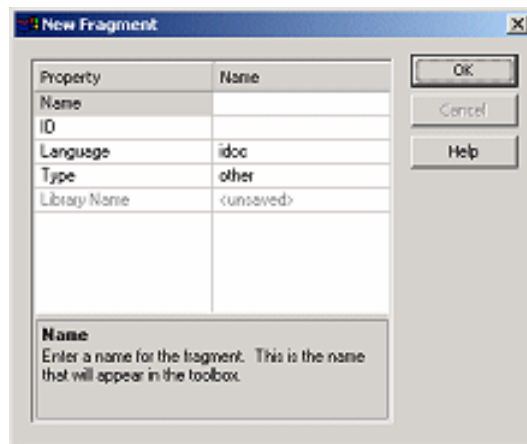 New Fragment
Property Name
OK
Name
Cancel
ID
Language idoc
Help
Type other
Library Name <unsaved>
Name
Enter a name for the fragment. This is the name
that will appear in the toolbox.